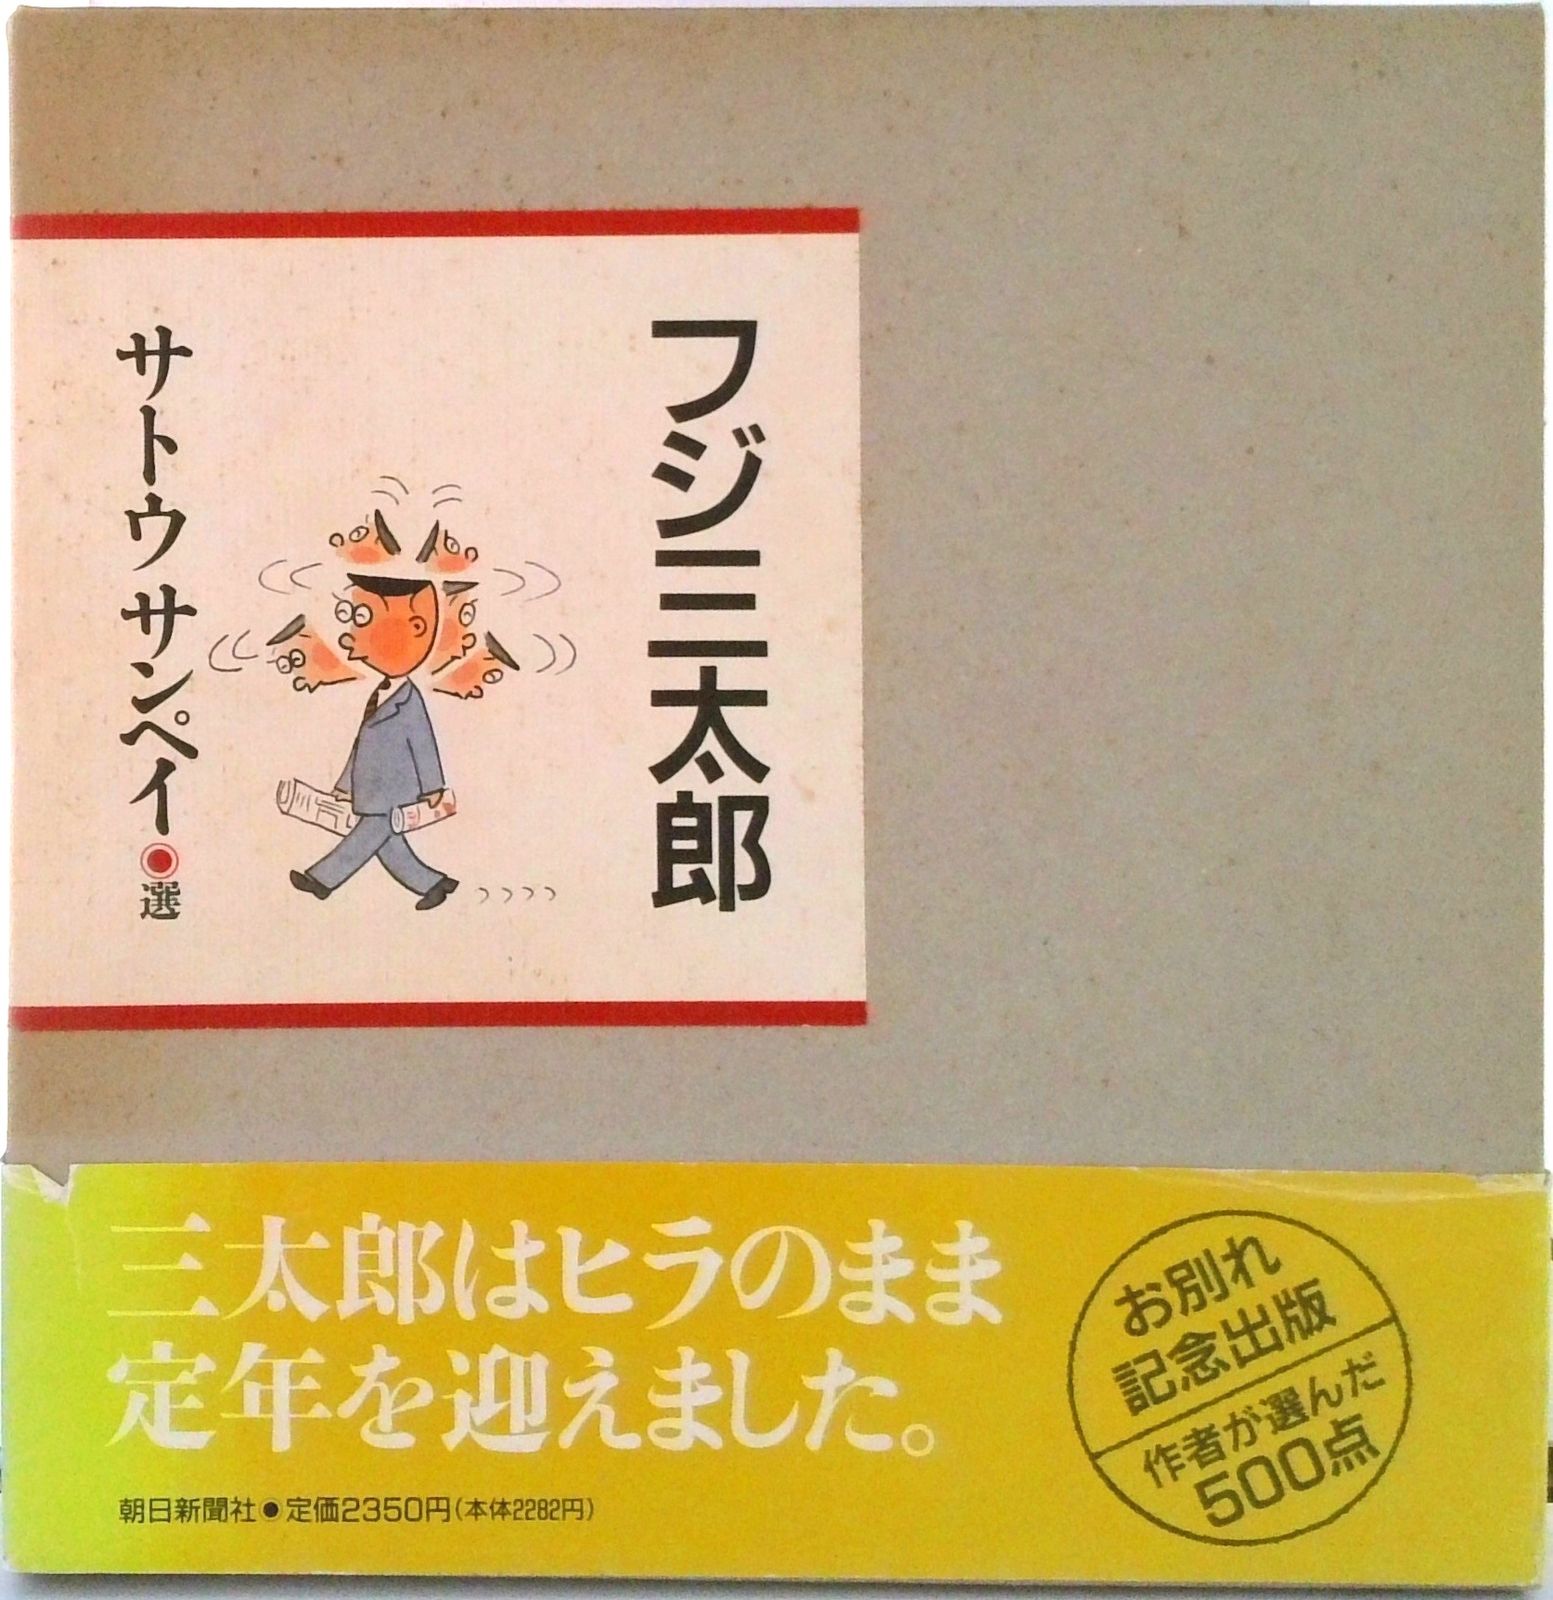 フジ三太郎
サトウ サンペイ◉選
三太郎はヒラのまま
定年を迎えました。
朝日新聞社●定価2350円(本体2282円)
お別れ
記念出版
作者が選んだ
500点